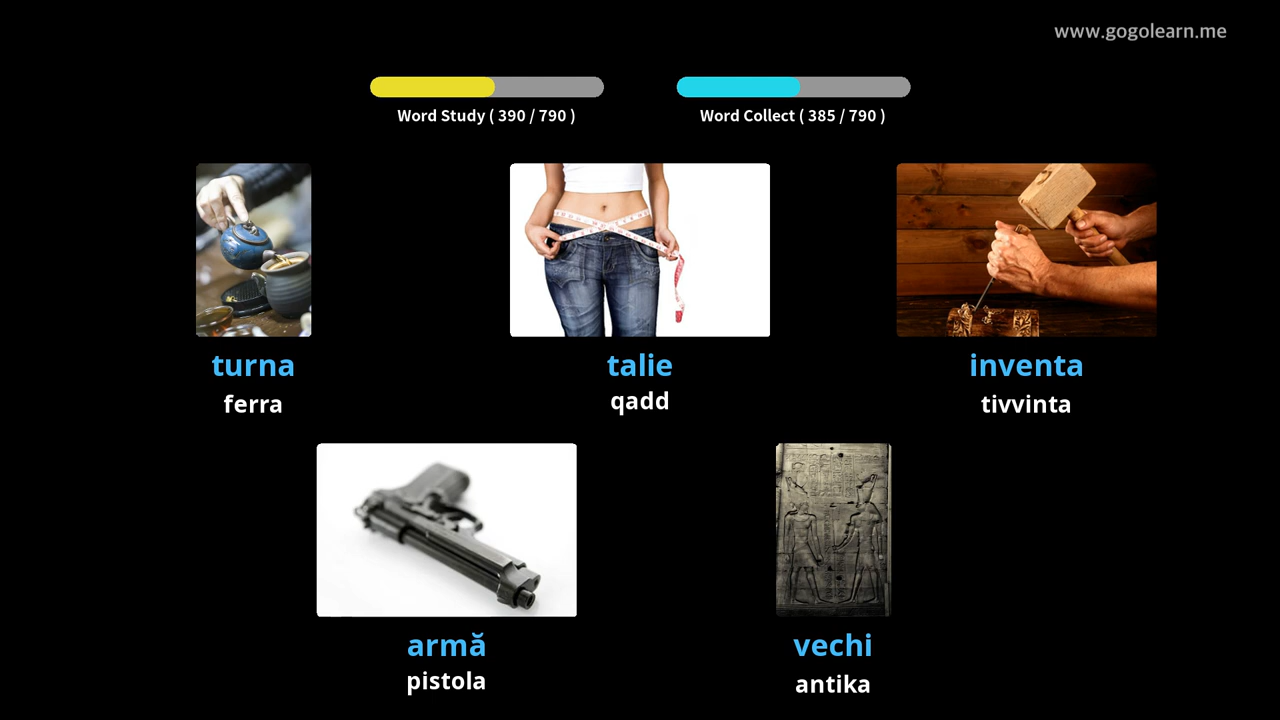 www.gogolearn.me
Word Study ( 390 / 790 )
Word Collect ( 385 / 790 )
turna
ferra
talie
qadd
inventa
tivvinta
armă
pistola
vechi
antika